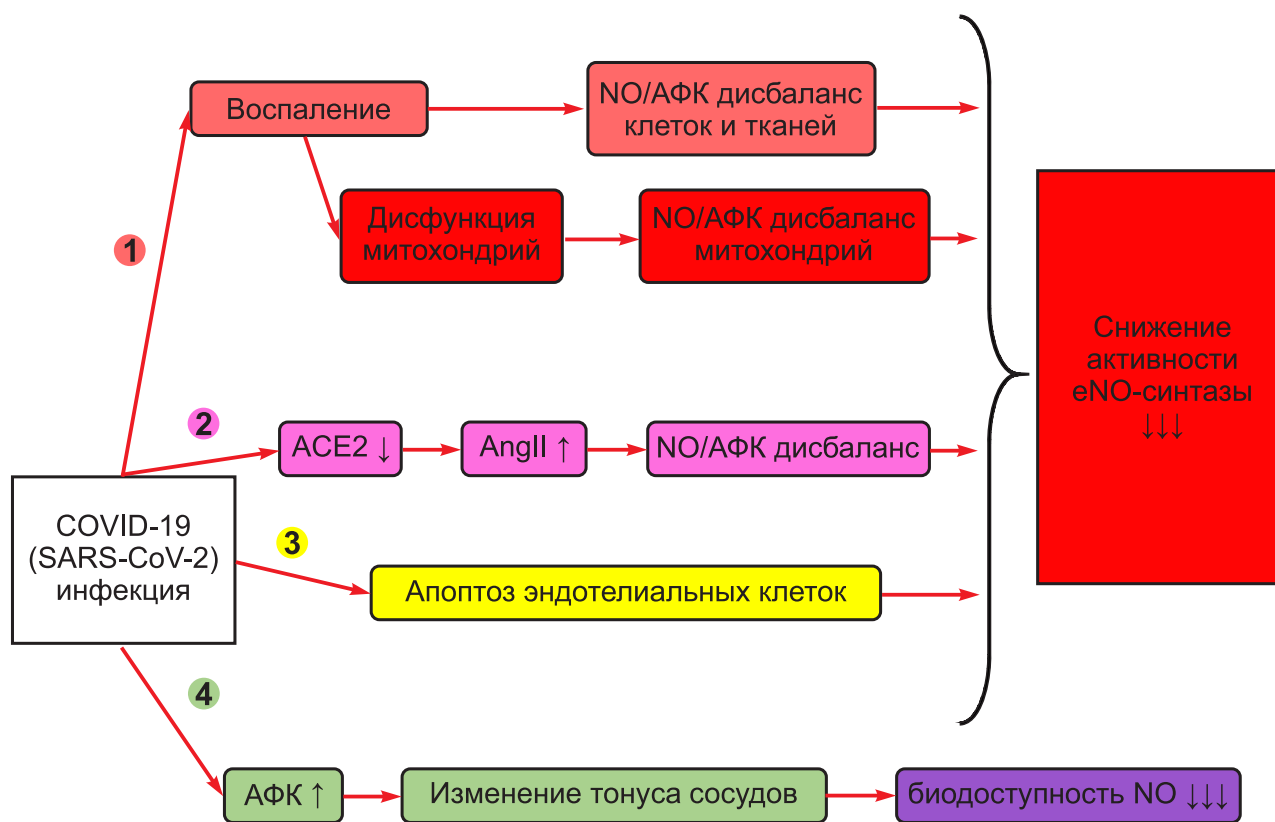 Воспаление
NO/АФК дисбаланс
клеток и тканей
1
Дисфункция
митохондрий
NO/АФК дисбаланс
митохондрий
Снижение
активности
eNO-синтазы
↓↓↓
2
ACE2 ↓
AngII ↑
NO/АФК дисбаланс
COVID-19
(SARS-CoV-2)
инфекция
3
Апоптоз эндотелиальных клеток
4
АФК ↑
Изменение тонуса сосудов
биодоступность NO ↓↓↓